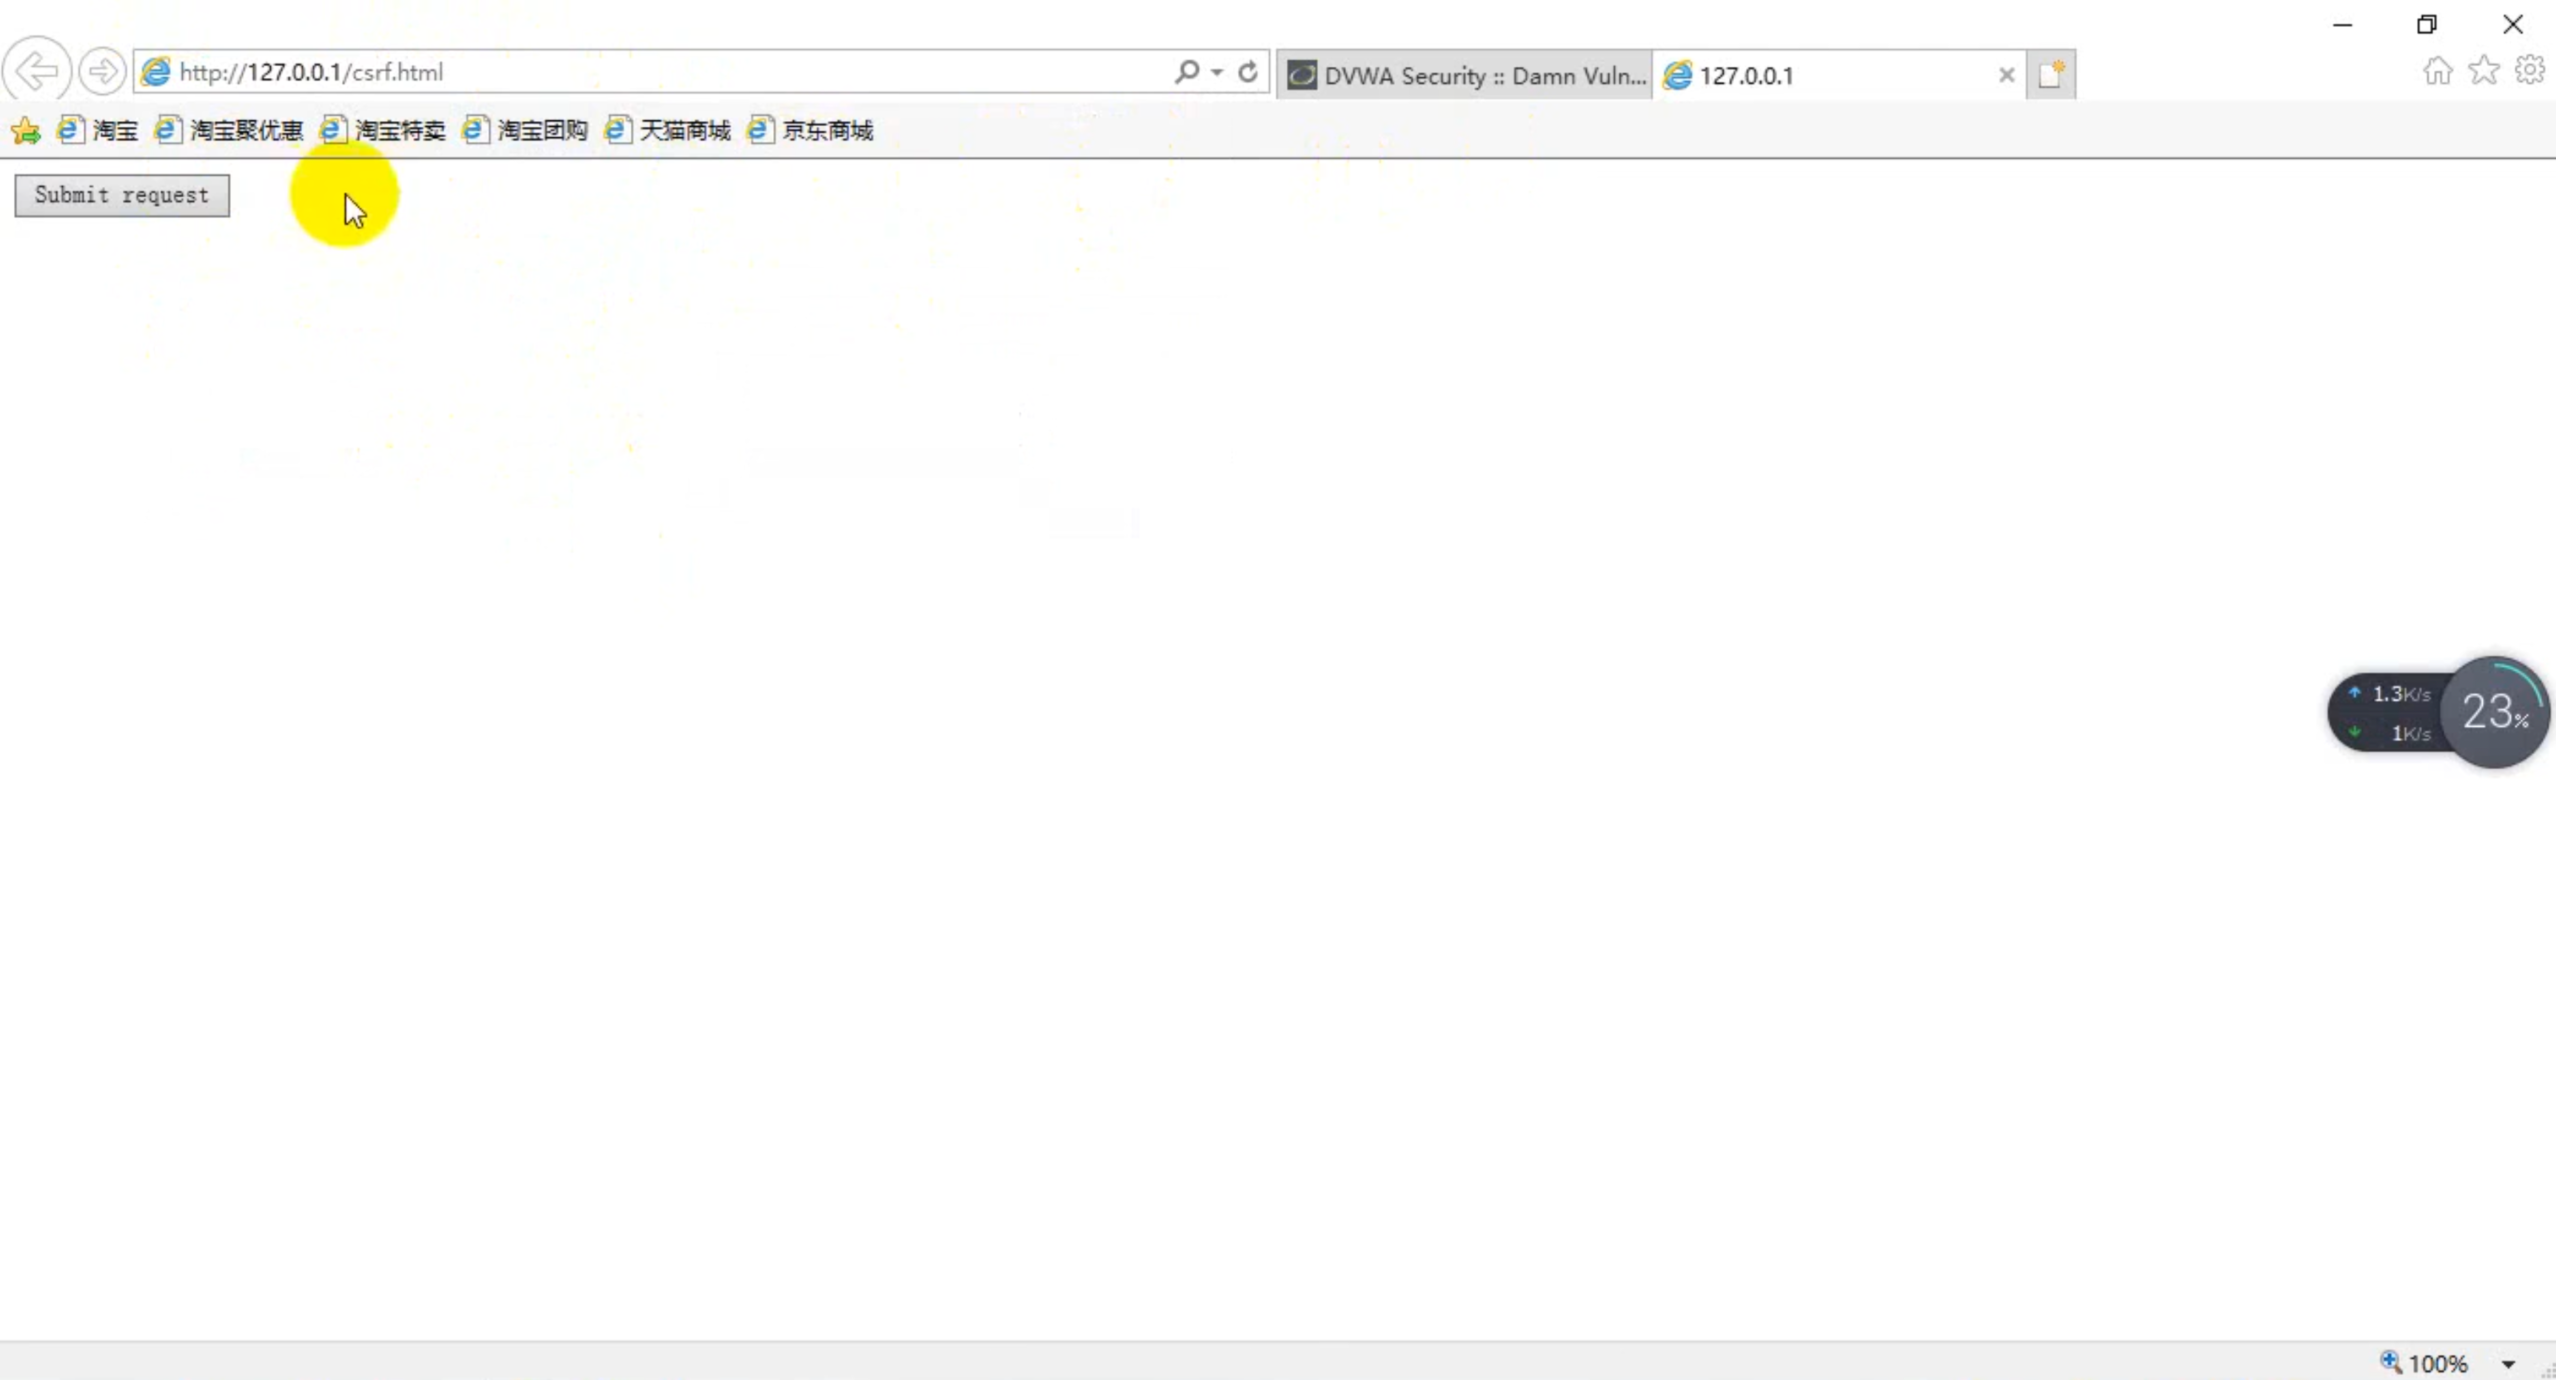 http://127.0.0.1/csrf.html
DVWA Security :: Damn Vuln...
127.0.0.1
淘宝
淘宝聚优惠
淘宝特卖
淘宝团购
天猫商城
京东商城
Submit request
1.3K/s
1K/s
23%
100%